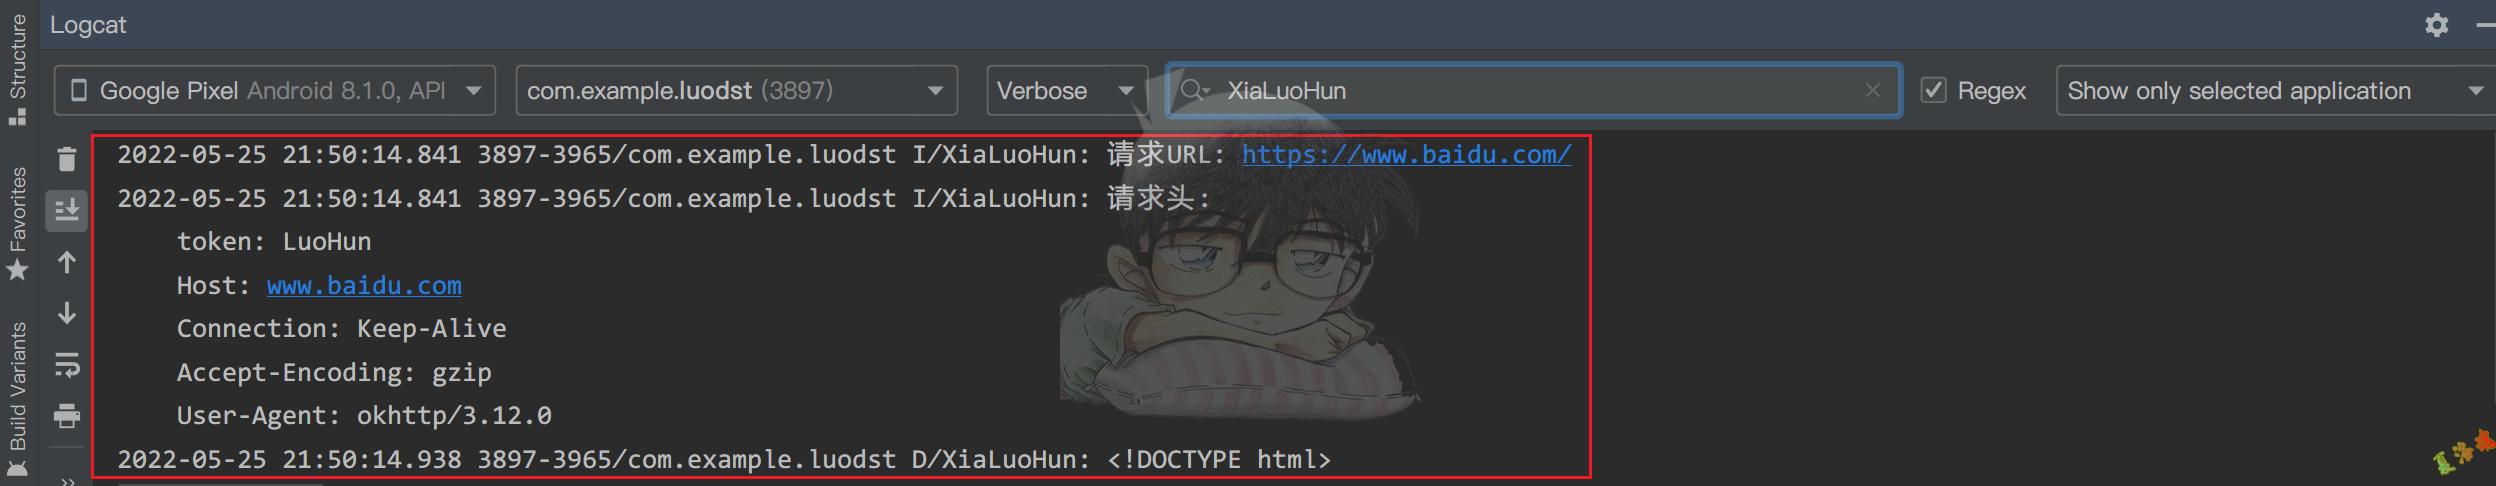 Logcat
Google Pixel Android 8.1.0, API
com.example.luodst (3897)
Verbose
XiaLuoHun
Regex
Show only selected application
Structure
Favorites
Build Variants
2022-05-25 21:50:14.841 3897-3965/com.example.luodst I/XiaLuoHun: 请求URL: https://www.baidu.com/
2022-05-25 21:50:14.841 3897-3965/com.example.luodst I/XiaLuoHun: 请求头:
token: LuoHun
Host: www.baidu.com
Connection: Keep-Alive
Accept-Encoding: gzip
User-Agent: okhttp/3.12.0
2022-05-25 21:50:14.938 3897-3965/com.example.luodst D/XiaLuoHun: <!DOCTYPE html>